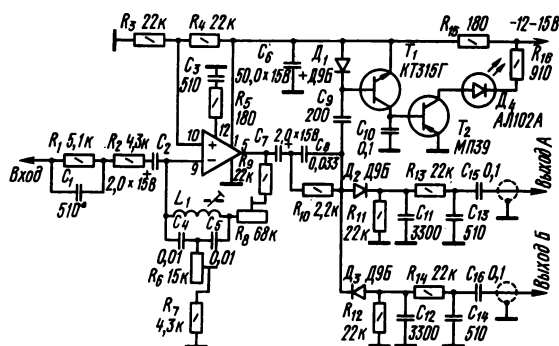 R3 22к
R4 22к
R15 180
-12-15В
C3
510
R5
180
C6
50,0×15В
+
Д1
Д9Б
T1
КТ315Г
R16
910
C9
200
C10
0,1
T2
МП39
Д4
АЛ102А
R1 5,1к
R2 4,3к
C2
Вход
C1
510*
2,0×15В
+
10
9
12
1
5
+
−
C7
2,0×15В
+
C8
0,033
R9
22к
L1
C4
0,01
C5
0,01
R8 68к
R6 15к
R7
4,3к
R10 2,2к
Д2 Д9Б
R13 22к
C15 0,1
Выход А
R11
22к
C11
3300
C13
510
Д3 Д9Б
R14 22к
C16 0,1
Выход Б
R12
22к
C12
3300
C14
510